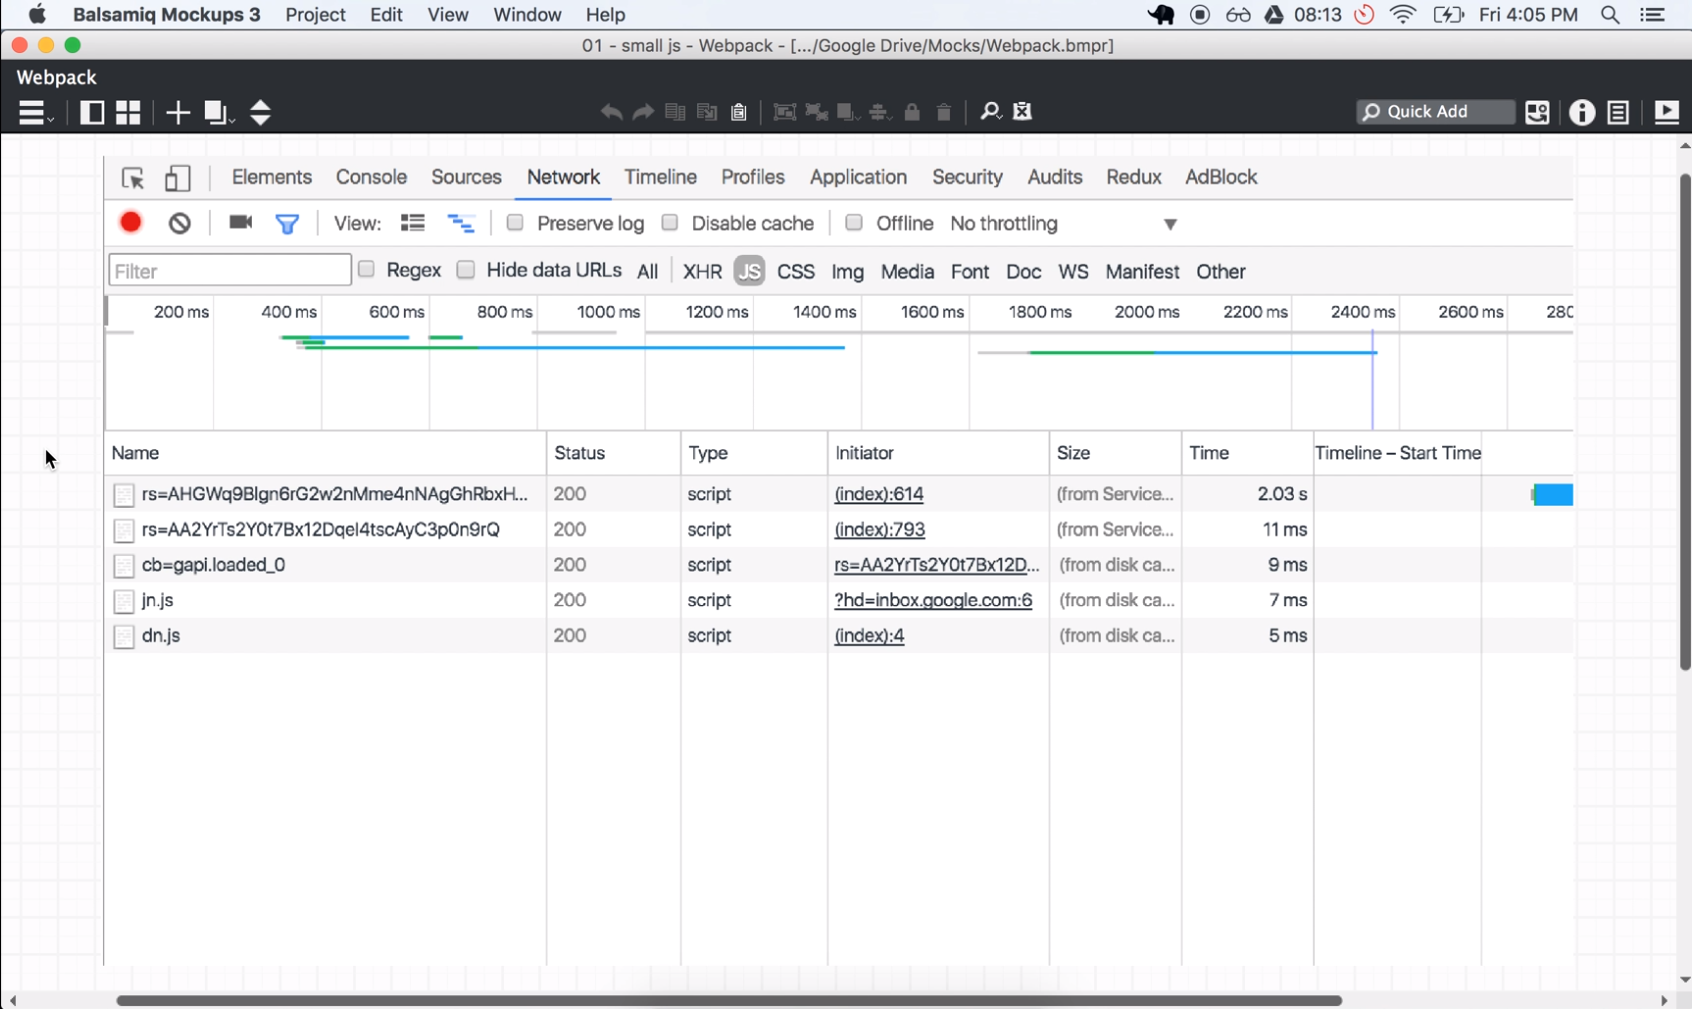 Balsamiq Mockups 3 Project Edit View Window Help 08:13 Fri 4:05 PM
01 - small js - Webpack - [.../Google Drive/Mocks/Webpack.bmpr]
Webpack
Quick Add
Elements Console Sources Network Timeline Profiles Application Security Audits Redux AdBlock
View: Preserve log Disable cache Offline No throttling
Filter Regex Hide data URLs All XHR JS CSS Img Media Font Doc WS Manifest Other
200 ms 400 ms 600 ms 800 ms 1000 ms 1200 ms 1400 ms 1600 ms 1800 ms 2000 ms 2200 ms 2400 ms 2600 ms 280
Name Status Type Initiator Size Time Timeline – Start Time
rs=AHGWq9Blgn6rG2w2nMme4nNAgGhRbxH... 200 script (index):614 (from Service... 2.03 s
rs=AA2YrTs2Y0t7Bx12Dqel4tscAyC3p0n9rQ 200 script (index):793 (from Service... 11 ms
cb=gapi.loaded_0 200 script rs=AA2YrTs2Y0t7Bx12D... (from disk ca... 9 ms
jn.js 200 script ?hd=inbox.google.com:6 (from disk ca... 7 ms
dn.js 200 script (index):4 (from disk ca... 5 ms